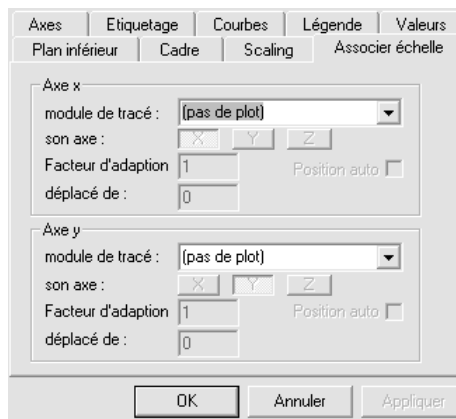 Axes Etiquetage Courbes Légende Valeurs
Plan inférieur Cadre Scaling Associer échelle
Axe x
module de tracé : (pas de plot)
son axe : X Y Z
Facteur d'adaption 1 Position auto
déplacé de : 0
Axe y
module de tracé : (pas de plot)
son axe : X Y Z
Facteur d'adaption 1 Position auto
déplacé de : 0
OK Annuler Appliquer